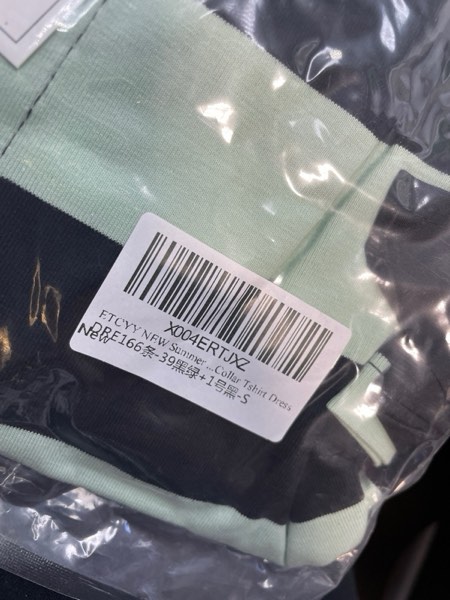 X004ERTJXZ
ETCYY NEW Summer ...Collar Tshirt Dress
New
DRE166条-39黑绿+1号黑-S